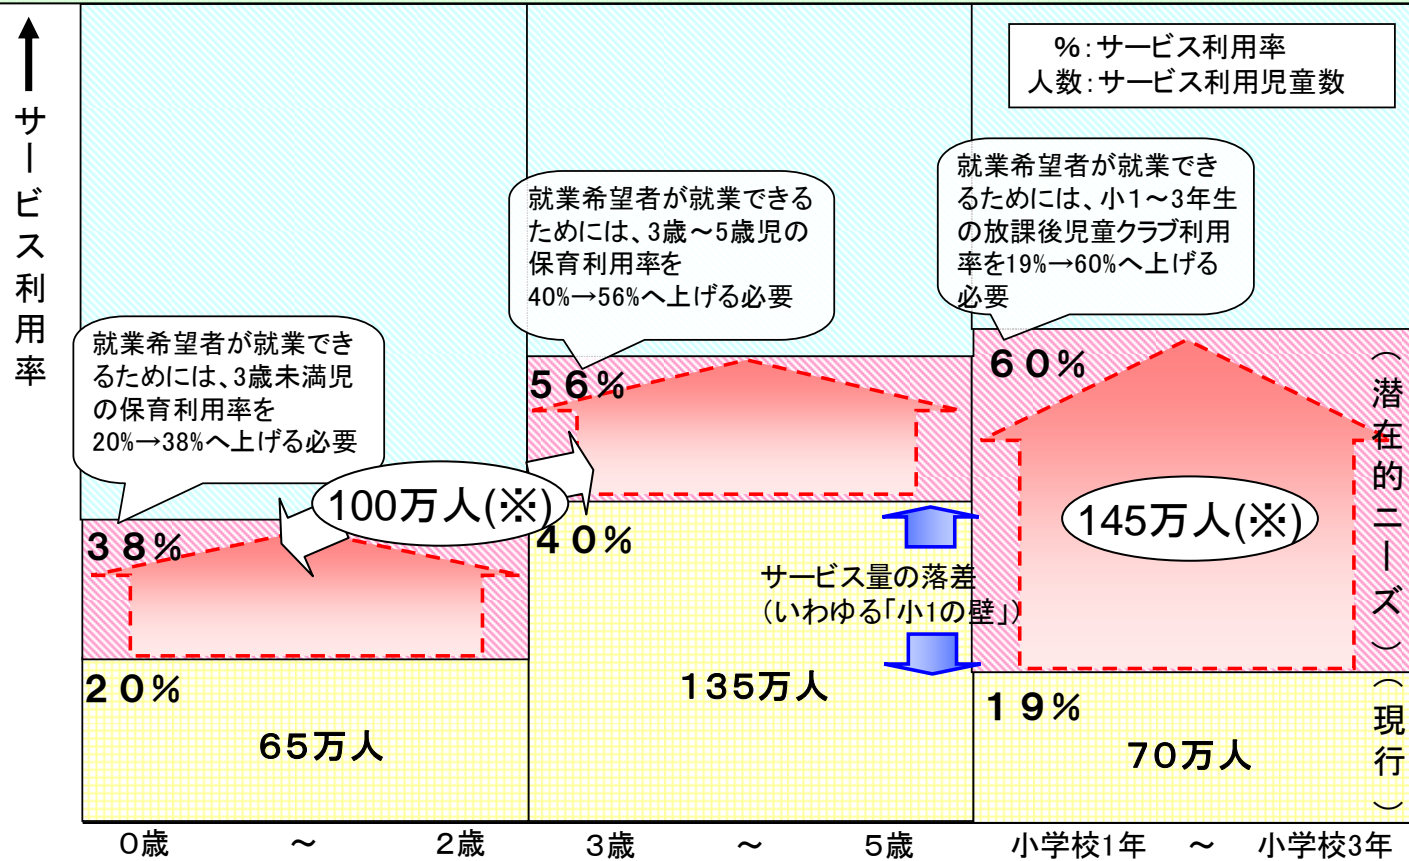 サービス利用率
%:サービス利用率
人数:サービス利用児童数
就業希望者が就業でき
るためには、3歳未満児
の保育利用率を
20%→38%へ上げる必要
就業希望者が就業できる
ためには、3歳~5歳児の
保育利用率を
40%→56%へ上げる必要
就業希望者が就業でき
るためには、小1~3年生
の放課後児童クラブ利用
率を19%→60%へ上げる
必要
38%
56%
60%
100万人(※)
145万人(※)
(潜在的ニーズ)
40%
サービス量の落差
(いわゆる「小1の壁」)
20%
65万人
135万人
19%
70万人
(現行)
0歳 ~ 2歳
3歳 ~ 5歳
小学校1年 ~ 小学校3年